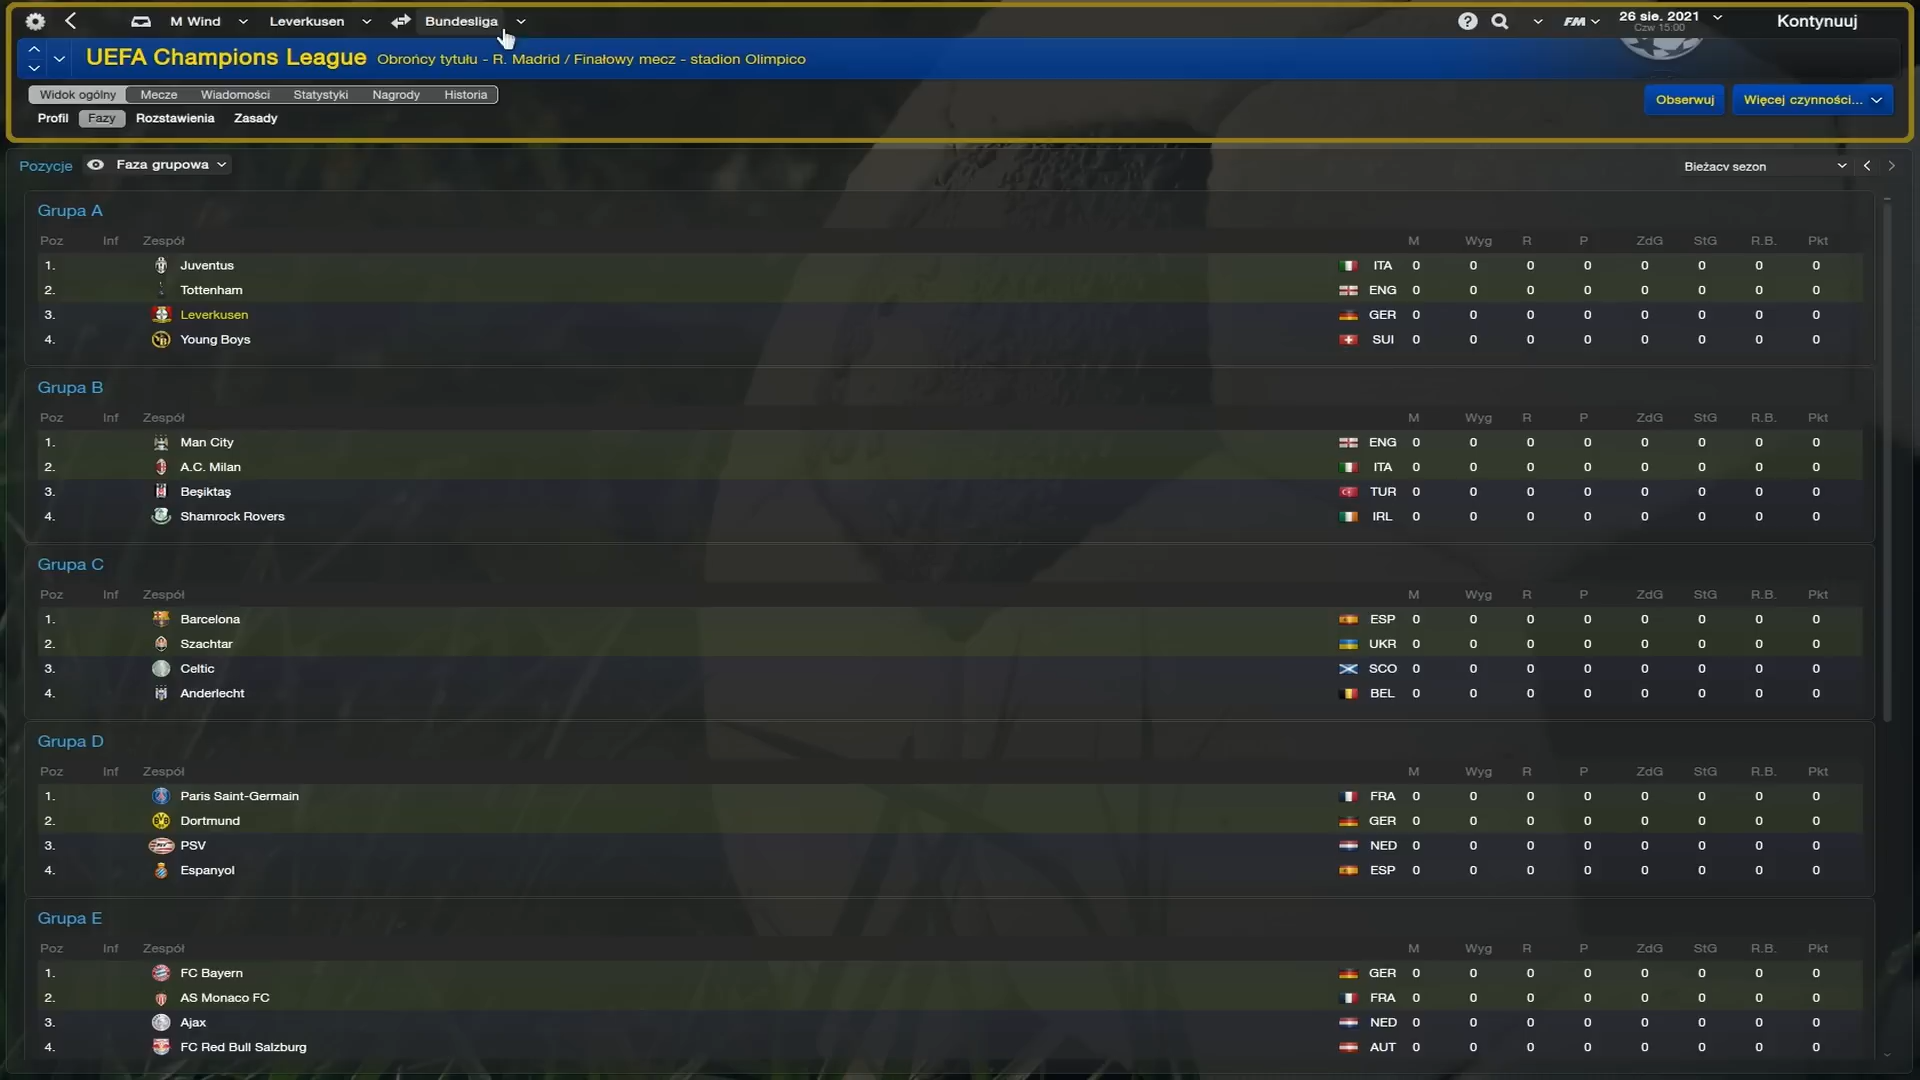 M Wind Leverkusen Bundesliga FM 26 sie. 2021 Kontynuuj
Czw 15:00
UEFA Champions League Obrońcy tytułu - R. Madrid / Finałowy mecz - stadion Olimpico
Widok ogólny Mecze Wiadomości Statystyki Nagrody Historia
Obserwuj Więcej czynności...
Profil Fazy Rozstawienia Zasady
Pozycje Faza grupowa Bieżacy sezon
Grupa A
Poz Inf Zespół M Wyg R P ZdG StG R.B. Pkt
1. Juventus ITA 0 0 0 0 0 0 0 0
2. Tottenham ENG 0 0 0 0 0 0 0 0
3. Leverkusen GER 0 0 0 0 0 0 0 0
4. Young Boys SUI 0 0 0 0 0 0 0 0
Grupa B
Poz Inf Zespół M Wyg R P ZdG StG R.B. Pkt
1. Man City ENG 0 0 0 0 0 0 0 0
2. A.C. Milan ITA 0 0 0 0 0 0 0 0
3. Beşiktaş TUR 0 0 0 0 0 0 0 0
4. Shamrock Rovers IRL 0 0 0 0 0 0 0 0
Grupa C
Poz Inf Zespół M Wyg R P ZdG StG R.B. Pkt
1. Barcelona ESP 0 0 0 0 0 0 0 0
2. Szachtar UKR 0 0 0 0 0 0 0 0
3. Celtic SCO 0 0 0 0 0 0 0 0
4. Anderlecht BEL 0 0 0 0 0 0 0 0
Grupa D
Poz Inf Zespół M Wyg R P ZdG StG R.B. Pkt
1. Paris Saint-Germain FRA 0 0 0 0 0 0 0 0
2. Dortmund GER 0 0 0 0 0 0 0 0
3. PSV NED 0 0 0 0 0 0 0 0
4. Espanyol ESP 0 0 0 0 0 0 0 0
Grupa E
Poz Inf Zespół M Wyg R P ZdG StG R.B. Pkt
1. FC Bayern GER 0 0 0 0 0 0 0 0
2. AS Monaco FC FRA 0 0 0 0 0 0 0 0
3. Ajax NED 0 0 0 0 0 0 0 0
4. FC Red Bull Salzburg AUT 0 0 0 0 0 0 0 0